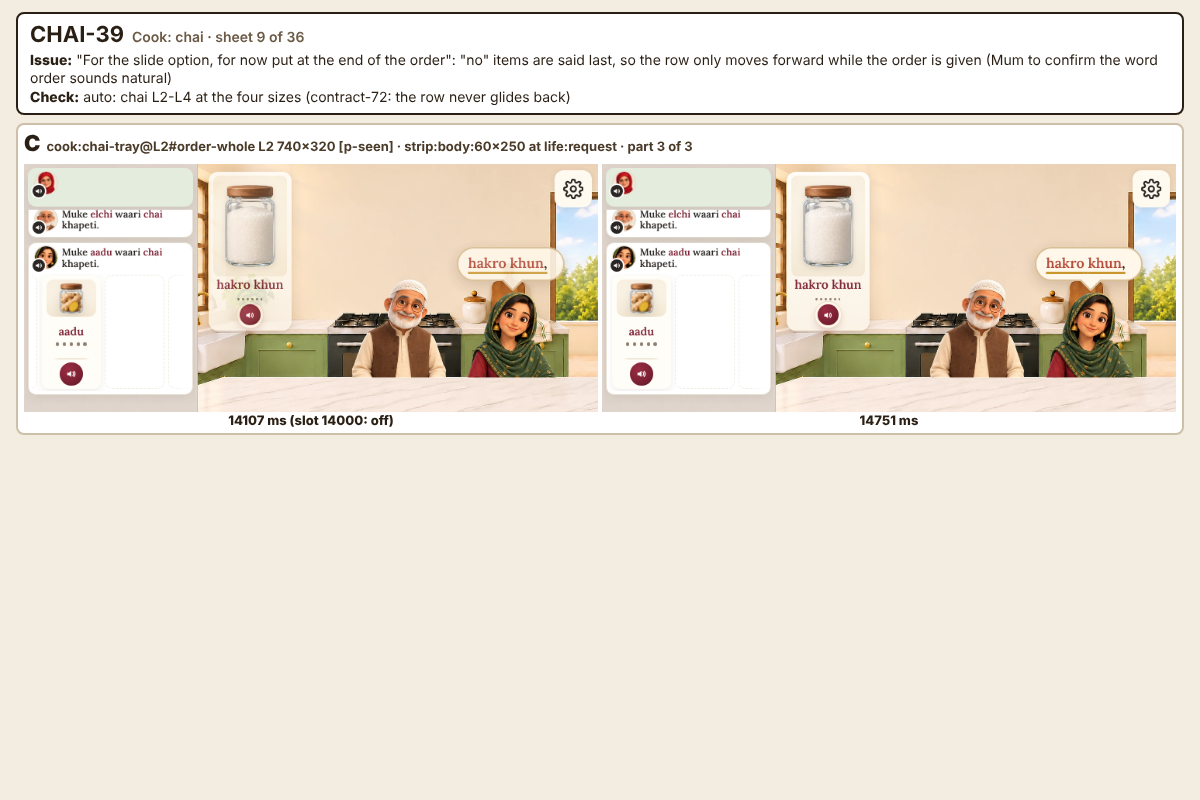 CHAI-39 Cook: chai · sheet 9 of 36
Issue: "For the slide option, for now put at the end of the order": "no" items are said last, so the row only moves forward while the order is given (Mum to confirm the word
order sounds natural)
Check: auto: chai L2-L4 at the four sizes (contract-72: the row never glides back)
C cook:chai-tray@L2#order-whole L2 740×320 [p-seen] · strip:body:60×250 at life:request · part 3 of 3
Muke elchi waari chai
khapeti.
Muke aadu waari chai
khapeti.
aadu
hakro khun
hakro khun,
14107 ms (slot 14000: off)
Muke elchi waari chai
khapeti.
Muke aadu waari chai
khapeti.
aadu
hakro khun
hakro khun,
14751 ms